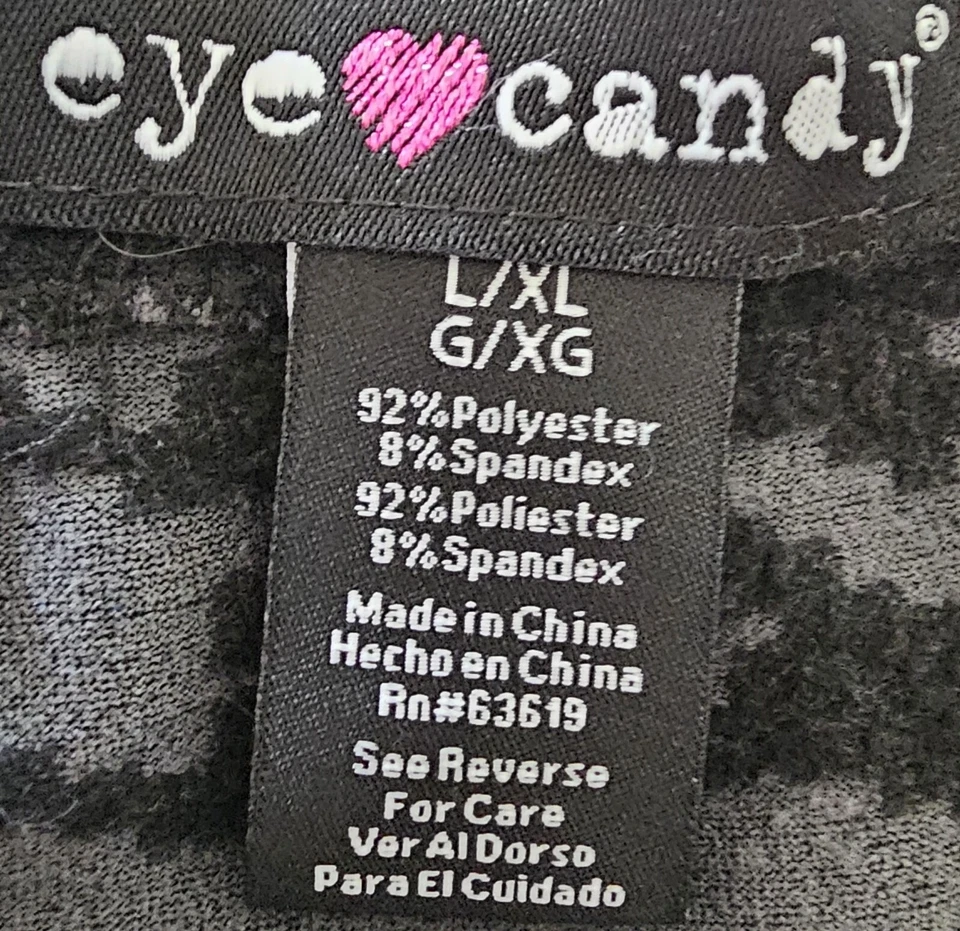 eye candy®
L/XL
G/XG
92%Polyester
8%Spandex
92%Poliester
8%Spandex
Made in China
Hecho en China
Rn#63619
See Reverse
For Care
Ver Al Dorso
Para El Cuidado